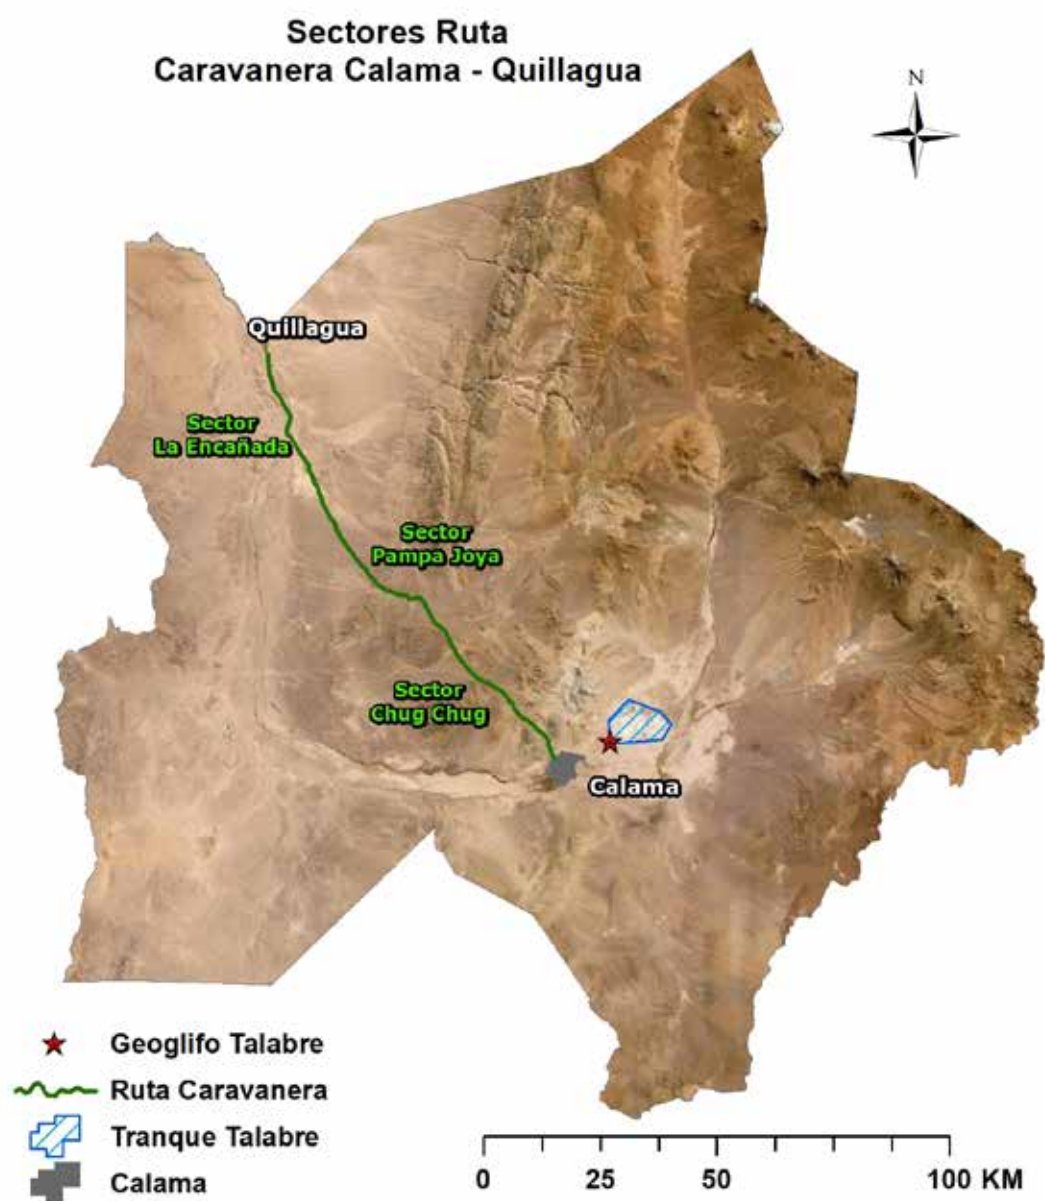 Sectores Ruta
Caravanera Calama - Quillagua
N
Quillagua
Sector
La Encañada
Sector
Pampa Joya
Sector
Chug Chug
Calama
Geoglifo Talabre
Ruta Caravanera
Tranque Talabre
Calama
0 25 50 100 KM